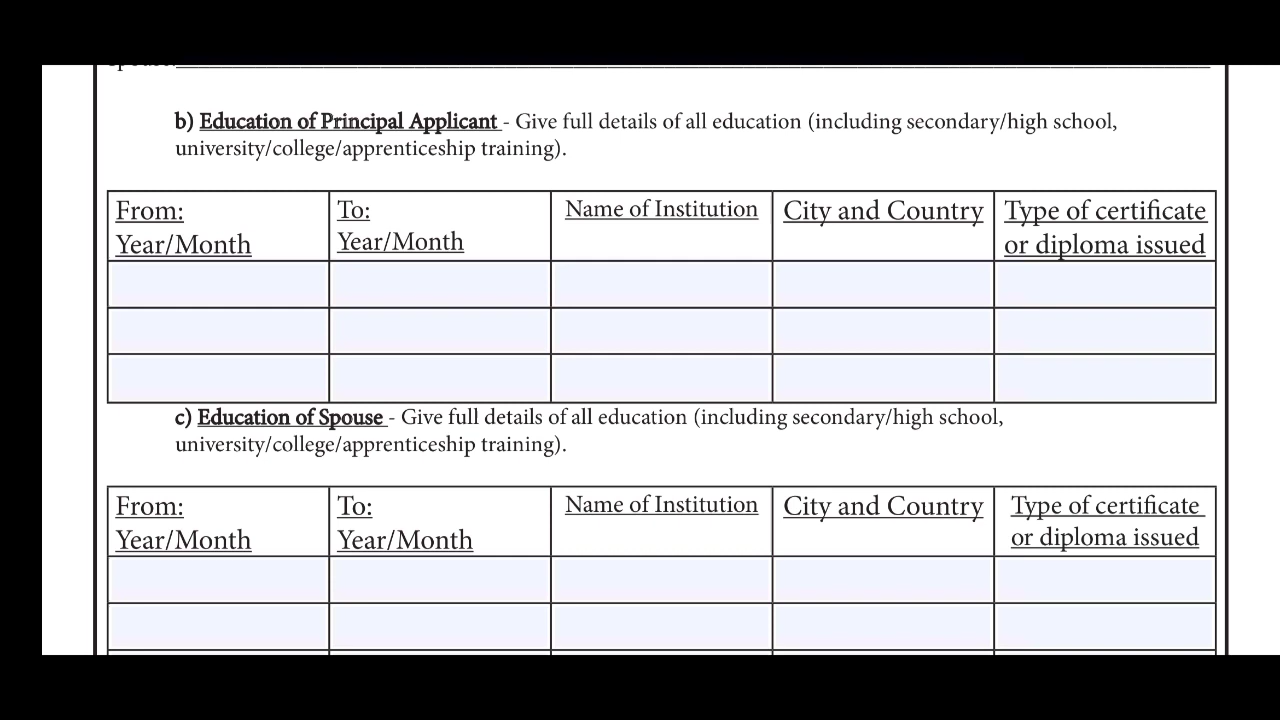 b) Education of Principal Applicant - Give full details of all education (including secondary/high school,
university/college/apprenticeship training).
From:
Year/Month
To:
Year/Month
Name of Institution
City and Country
Type of certificate
or diploma issued
c) Education of Spouse - Give full details of all education (including secondary/high school,
university/college/apprenticeship training).
From:
Year/Month
To:
Year/Month
Name of Institution
City and Country
Type of certificate
or diploma issued